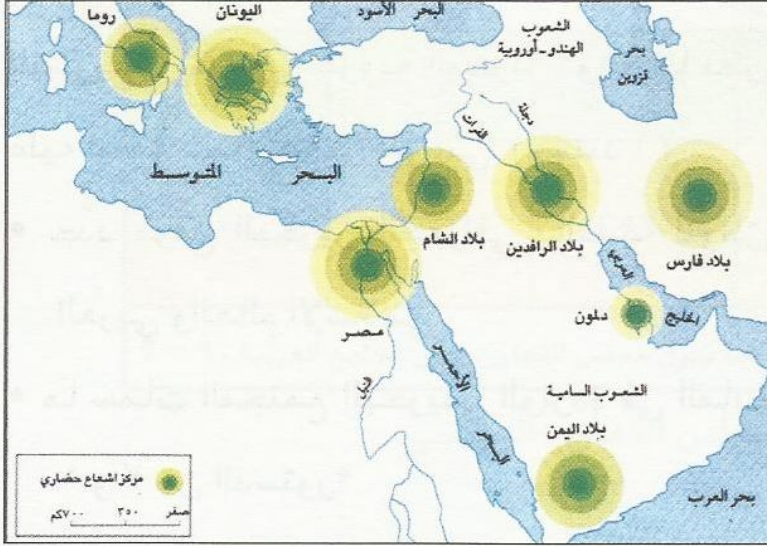 روما
اليونان
البحر الأسود
الشعوب
الهندو-أوروبية
بحر
قزوين
دجلة
الفرات
البحر المتوسط
بلاد الشام
بلاد الرافدين
بلاد فارس
مصر
النيل
دلمون
الخليج
العربي
البحر
الأحمر
الشعوب السامية
بلاد اليمن
بحر العرب
مركز اشعاع حضاري
صفر ٣٥٠ ٧٠٠كم